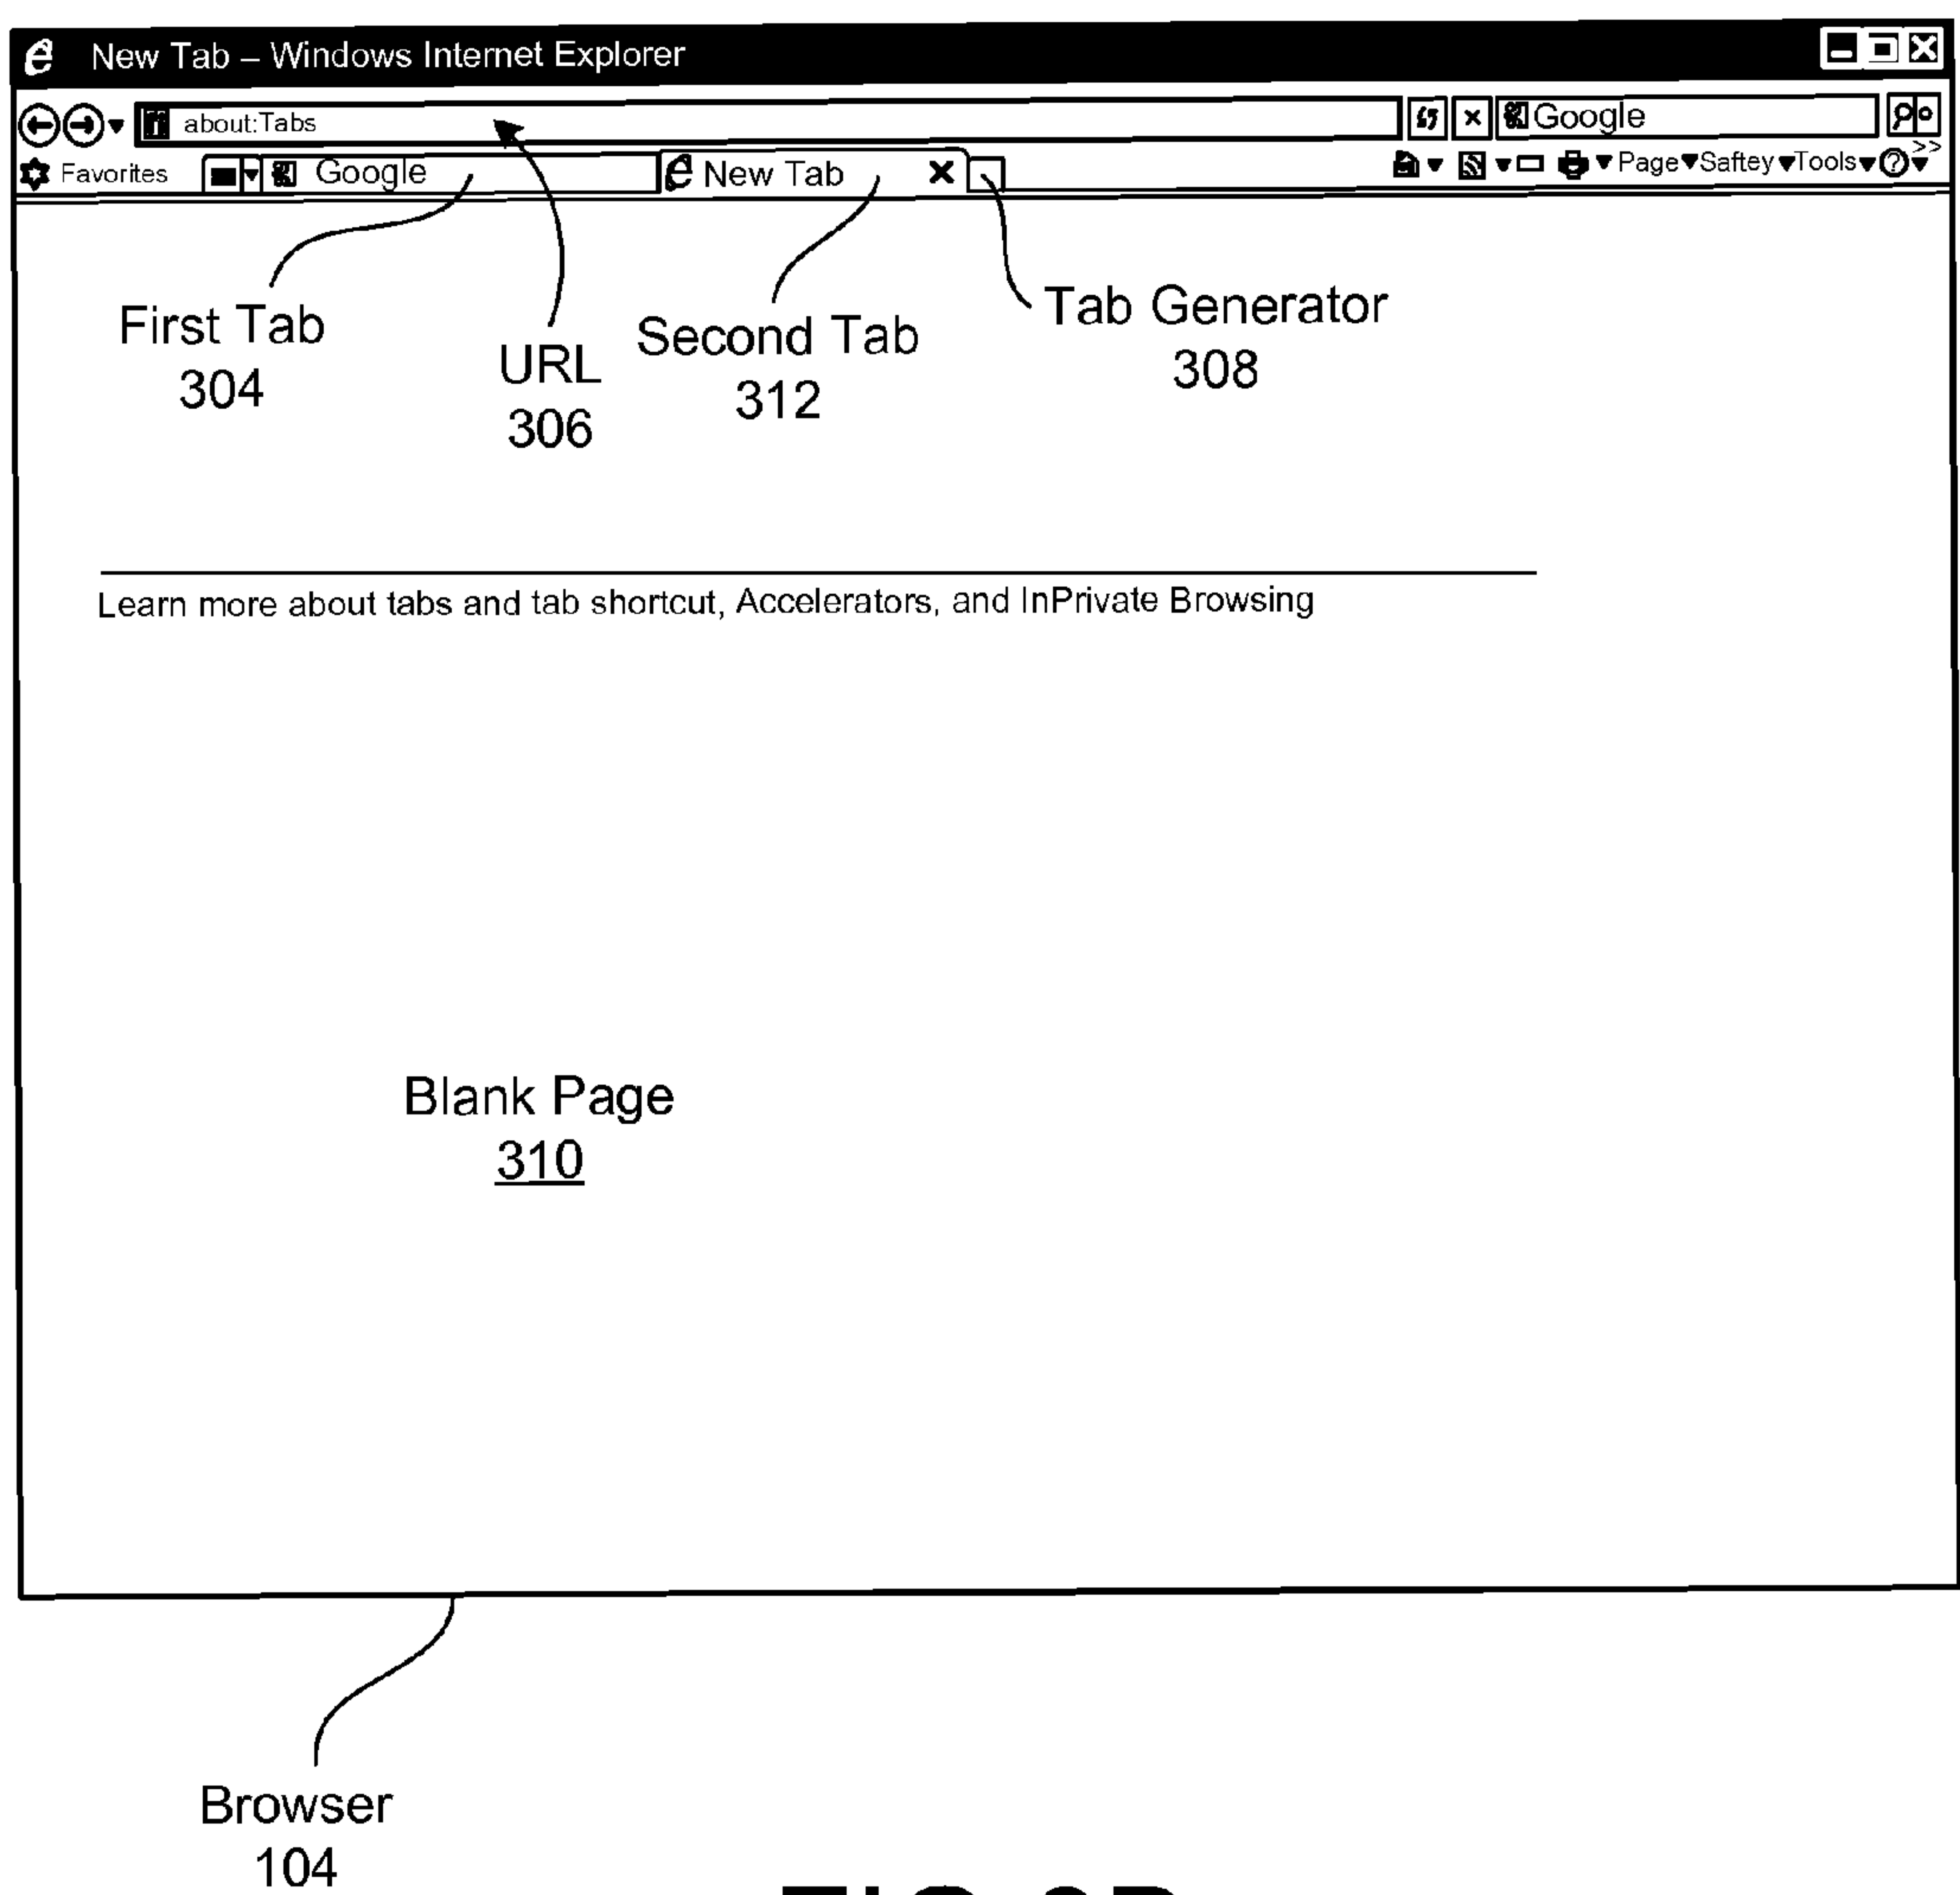 New Tab – Windows Internet Explorer
about:Tabs
Google
Favorites
Google
New Tab
Page Saftey Tools ? >>
First Tab
304
URL
306
Second Tab
312
Tab Generator
308
Learn more about tabs and tab shortcut, Accelerators, and InPrivate Browsing
Blank Page
310
Browser
104